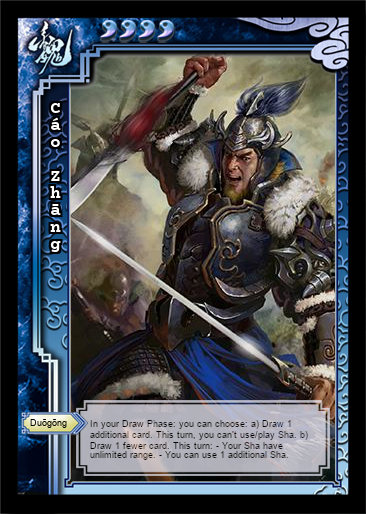 魏
Cáo Zhāng
Duōgōng
In your Draw Phase: you can choose: a) Draw 1
additional card. This turn, you can't use/play Sha. b)
Draw 1 fewer card. This turn: - Your Sha have
unlimited range. - You can use 1 additional Sha.